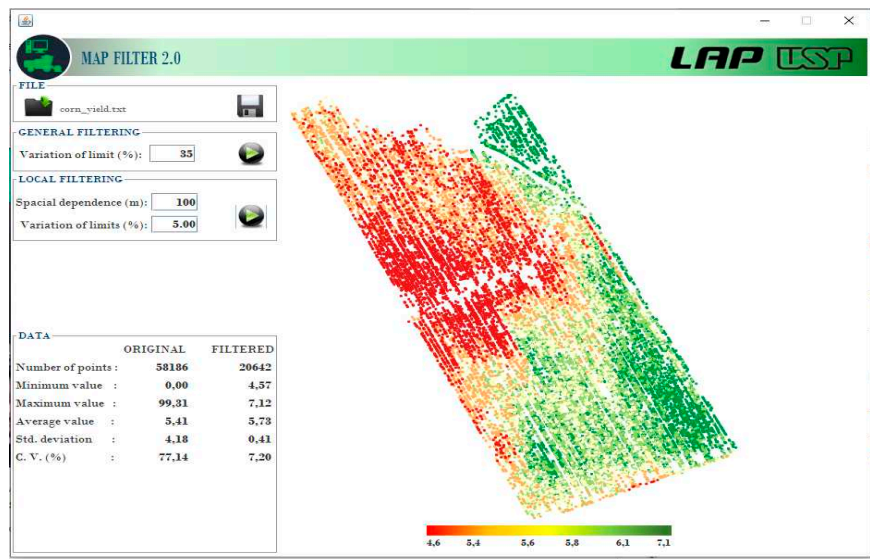 MAP FILTER 2.0
LAP USP
FILE
corn_yield.txt
GENERAL FILTERING
Variation of limit (%): 35
LOCAL FILTERING
Spacial dependence (m): 100
Variation of limits (%): 5.00
DATA
ORIGINAL FILTERED
Number of points : 58186 20642
Minimum value : 0,00 4,57
Maximum value : 99,31 7,12
Average value : 5,41 5,73
Std. deviation : 4,18 0,41
C. V. (%) : 77,14 7,20
4,6 5,4 5,6 5,8 6,1 7,1